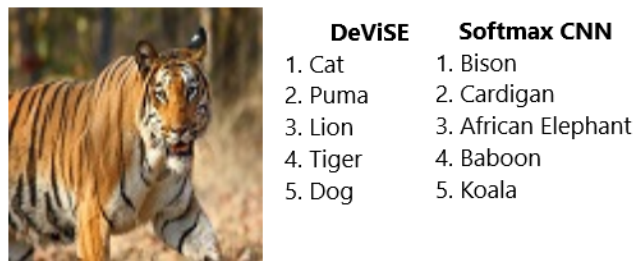 DeViSE
1. Cat
2. Puma
3. Lion
4. Tiger
5. Dog
Softmax CNN
1. Bison
2. Cardigan
3. African Elephant
4. Baboon
5. Koala